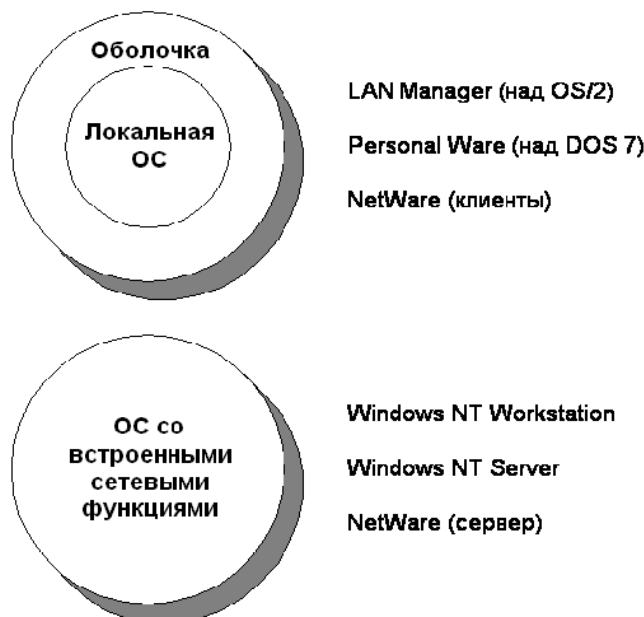 Оболочка
Локальная
ОС
LAN Manager (над OS/2)
Personal Ware (над DOS 7)
NetWare (клиенты)
ОС со
встроенными
сетевыми
функциями
Windows NT Workstation
Windows NT Server
NetWare (сервер)